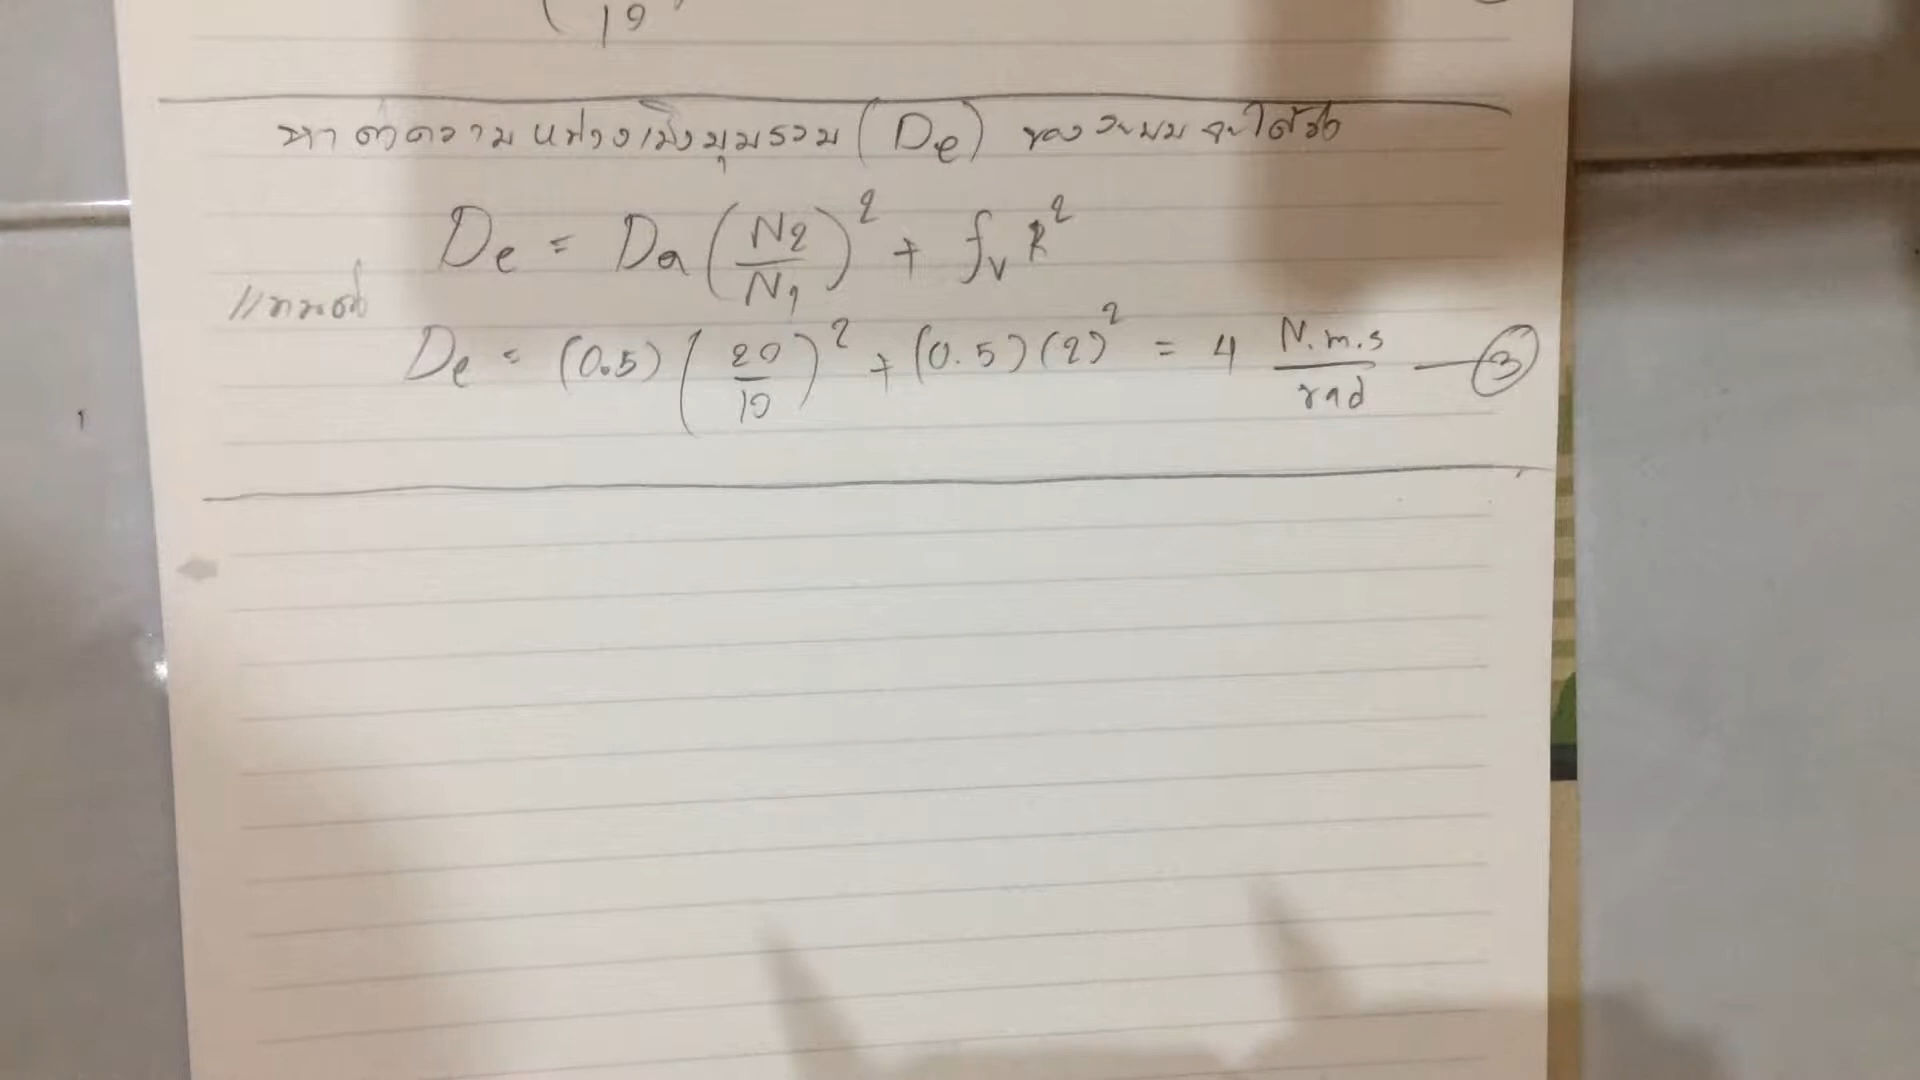 ( 10
หาค่าความหน่วงเชิงมุมรวม (De) ของระบบจะได้ว่า
De = Da (N2/N1)² + fv R²
แทนค่า
De = (0.5) (20/10)² + (0.5)(2)² = 4 N.m.s/rad — ③